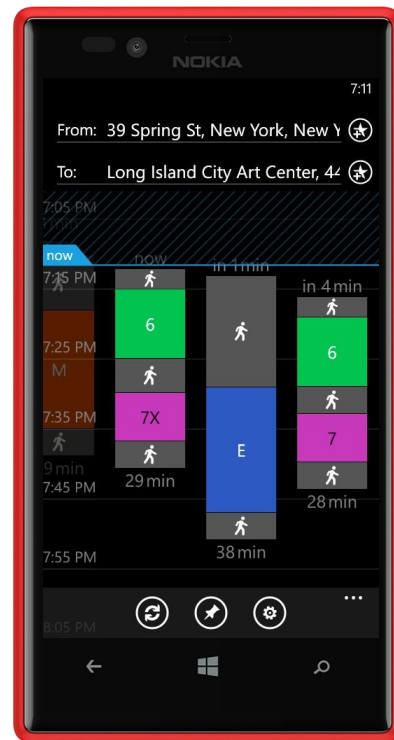 NOKIA
7:11
From: 39 Spring St, New York, New Y
To: Long Island City Art Center, 44
7:05 PM
now
now
in 1 min
in 4 min
7:15 PM
6
6
7:25 PM
M
7:35 PM
7X
E
7
9 min
29 min
28 min
7:45 PM
38 min
7:55 PM
...
8:05 PM